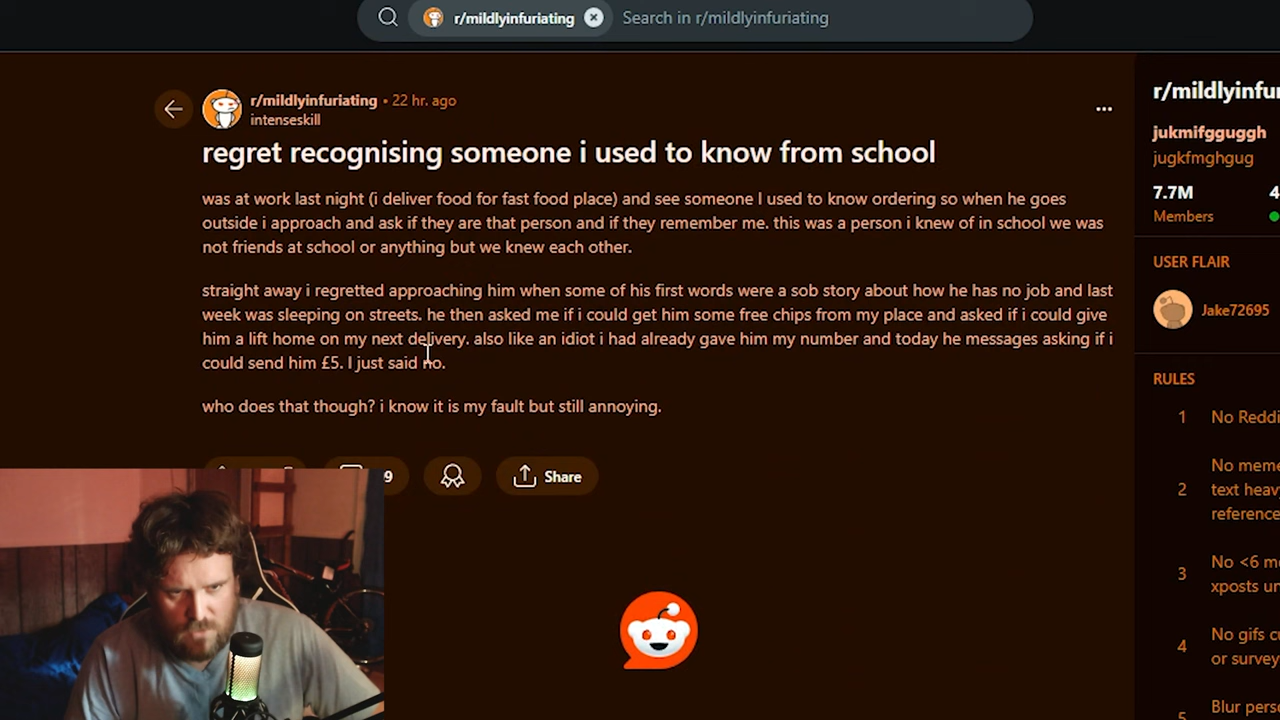 r/mildlyinfuriating
Search in r/mildlyinfuriating
r/mildlyinfuriating • 22 hr. ago
intenseskill
regret recognising someone i used to know from school
was at work last night (i deliver food for fast food place) and see someone I used to know ordering so when he goes
outside i approach and ask if they are that person and if they remember me. this was a person i knew of in school we was
not friends at school or anything but we knew each other.
straight away i regretted approaching him when some of his first words were a sob story about how he has no job and last
week was sleeping on streets. he then asked me if i could get him some free chips from my place and asked if i could give
him a lift home on my next delivery. also like an idiot i had already gave him my number and today he messages asking if i
could send him £5. I just said no.
who does that though? i know it is my fault but still annoying.
9
Share
r/mildlyinfu
jukmifgguggh
jugkfmghgug
7.7M
4
Members
USER FLAIR
Jake72695
RULES
1 No Reddi
2 No meme
text heav
reference
3 No <6 m
xposts un
4 No gifs c
or survey
5 Blur pers